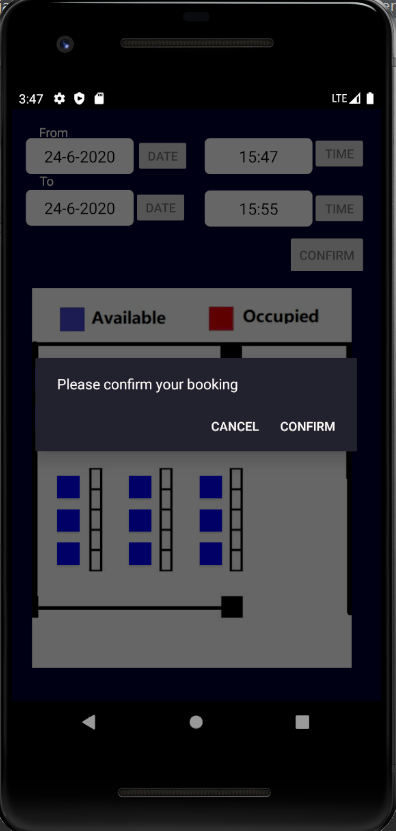 3:47 LTE
From
24-6-2020 DATE 15:47 TIME
To
24-6-2020 DATE 15:55 TIME
CONFIRM
Available Occupied
Please confirm your booking
CANCEL CONFIRM